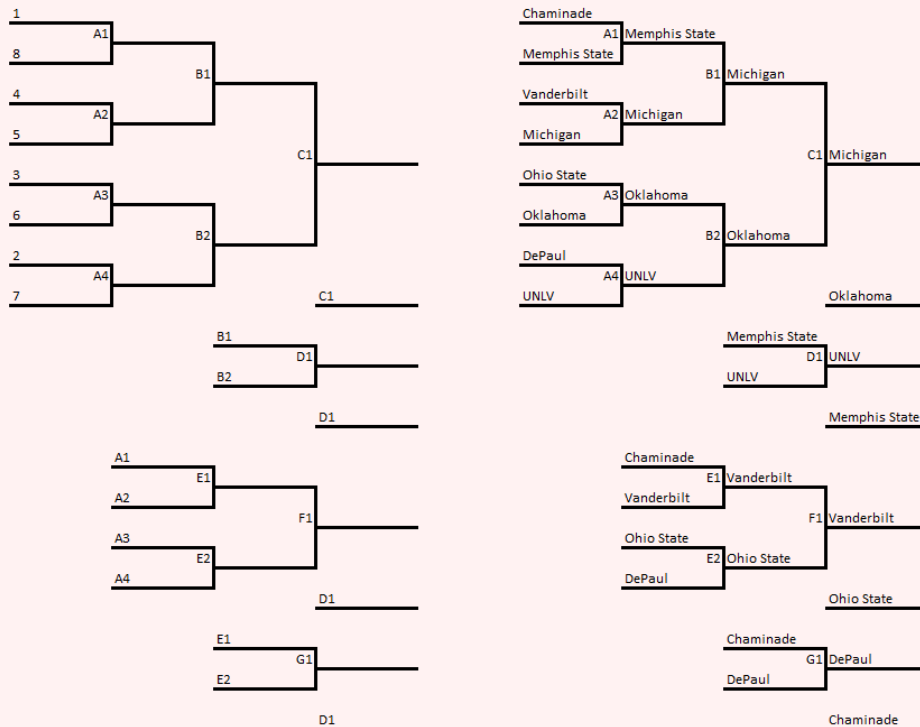 1
A1
8
B1
4
A2
5
C1
3
A3
6
B2
2
A4
7
C1
B1
D1
B2
D1
A1
E1
A2
F1
A3
E2
A4
D1
E1
G1
E2
D1
Chaminade
A1 Memphis State
Memphis State
B1 Michigan
Vanderbilt
A2 Michigan
Michigan
C1 Michigan
Ohio State
A3 Oklahoma
Oklahoma
B2 Oklahoma
DePaul
A4 UNLV
UNLV
Oklahoma
Memphis State
D1 UNLV
UNLV
Memphis State
Chaminade
E1 Vanderbilt
Vanderbilt
F1 Vanderbilt
Ohio State
E2 Ohio State
DePaul
Ohio State
Chaminade
G1 DePaul
DePaul
Chaminade